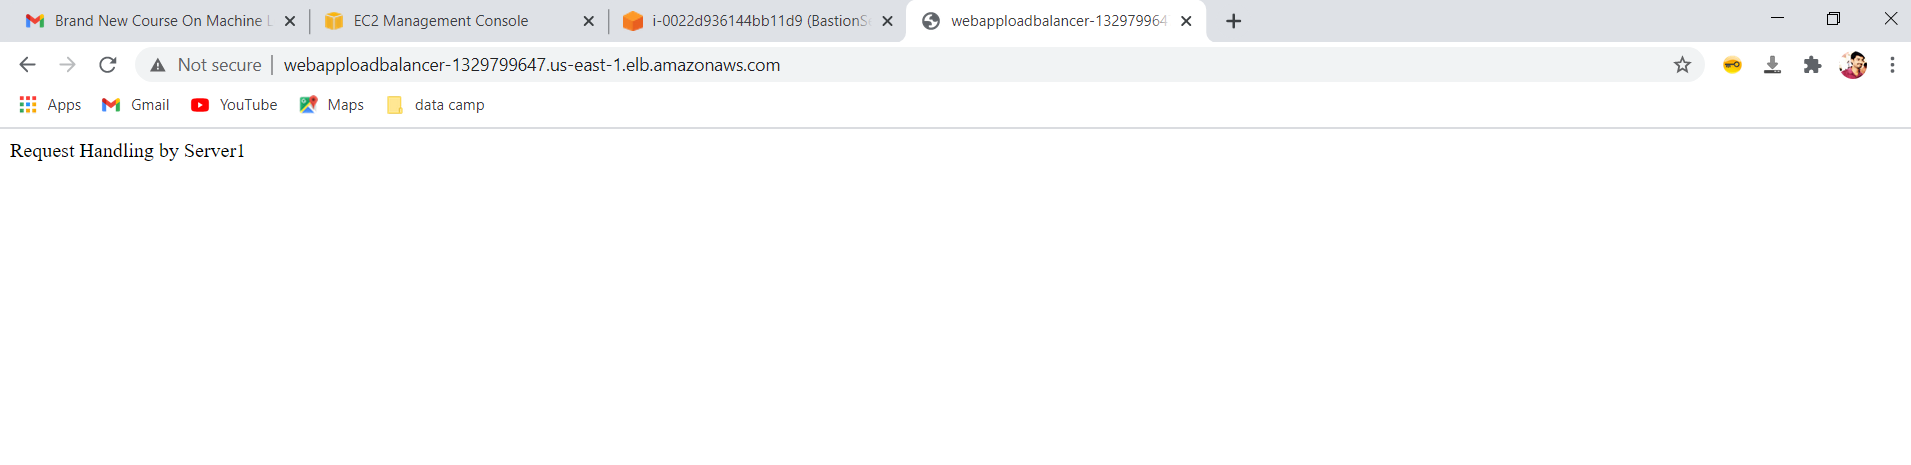 Brand New Course On Machine L
EC2 Management Console
i-0022d936144bb11d9 (BastionSe
webapploadbalancer-132979964
Not secure | webapploadbalancer-1329799647.us-east-1.elb.amazonaws.com
Apps Gmail YouTube Maps data camp
Request Handling by Server1